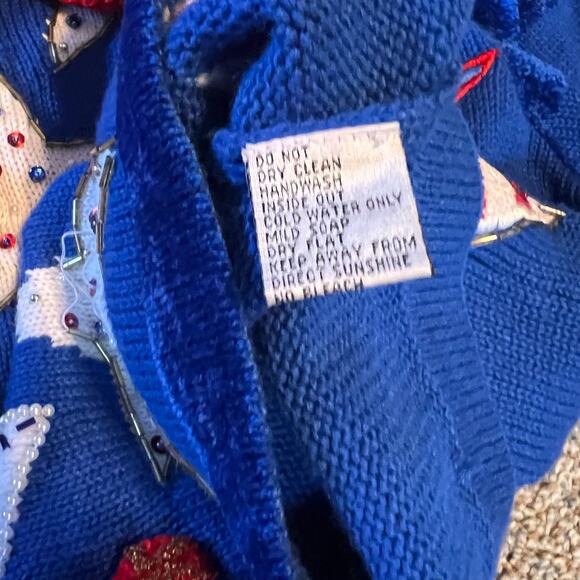 DO NOT
DRY CLEAN
HANDWASH
INSIDE OUT
COLD WATER ONLY
MILD SOAP
DRY FLAT
KEEP AWAY FROM
DIRECT SUNSHINE
NO BLEACH